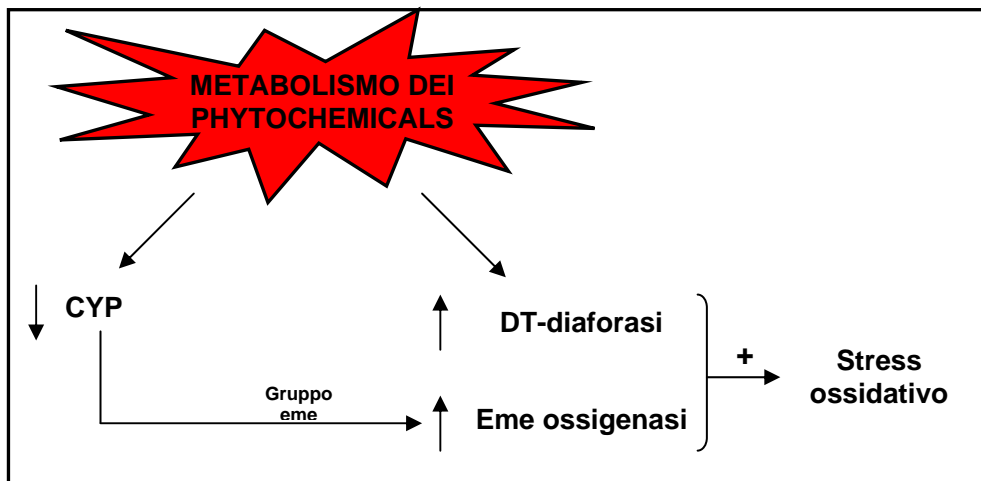 METABOLISMO DEI
PHYTOCHEMICALS
CYP
DT-diaforasi
+
Stress
ossidativo
Gruppo
eme
Eme ossigenasi